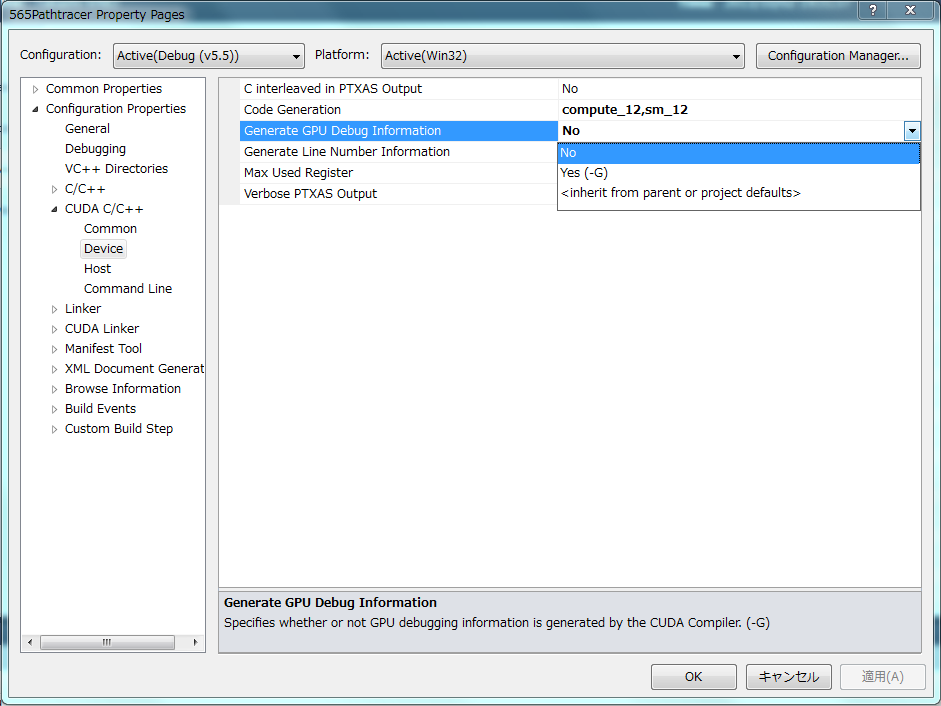 565Pathtracer Property Pages
?
Configuration: Active(Debug (v5.5)) Platform: Active(Win32) Configuration Manager...
Common Properties
Configuration Properties
General
Debugging
VC++ Directories
C/C++
CUDA C/C++
Common
Device
Host
Command Line
Linker
CUDA Linker
Manifest Tool
XML Document Generat
Browse Information
Build Events
Custom Build Step
C interleaved in PTXAS Output No
Code Generation compute_12,sm_12
Generate GPU Debug Information No
Generate Line Number Information No
Max Used Register Yes (-G)
Verbose PTXAS Output <inherit from parent or project defaults>
Generate GPU Debug Information
Specifies whether or not GPU debugging information is generated by the CUDA Compiler. (-G)
OK キャンセル 適用(A)